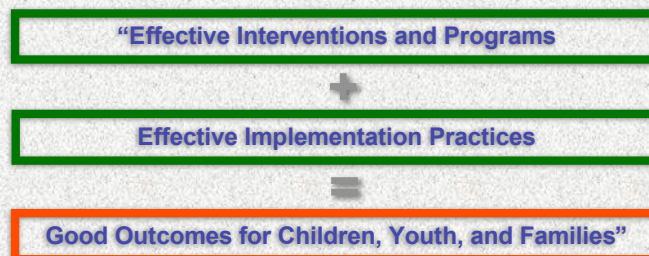 “Effective Interventions and Programs
+
Effective Implementation Practices
=
Good Outcomes for Children, Youth, and Families”